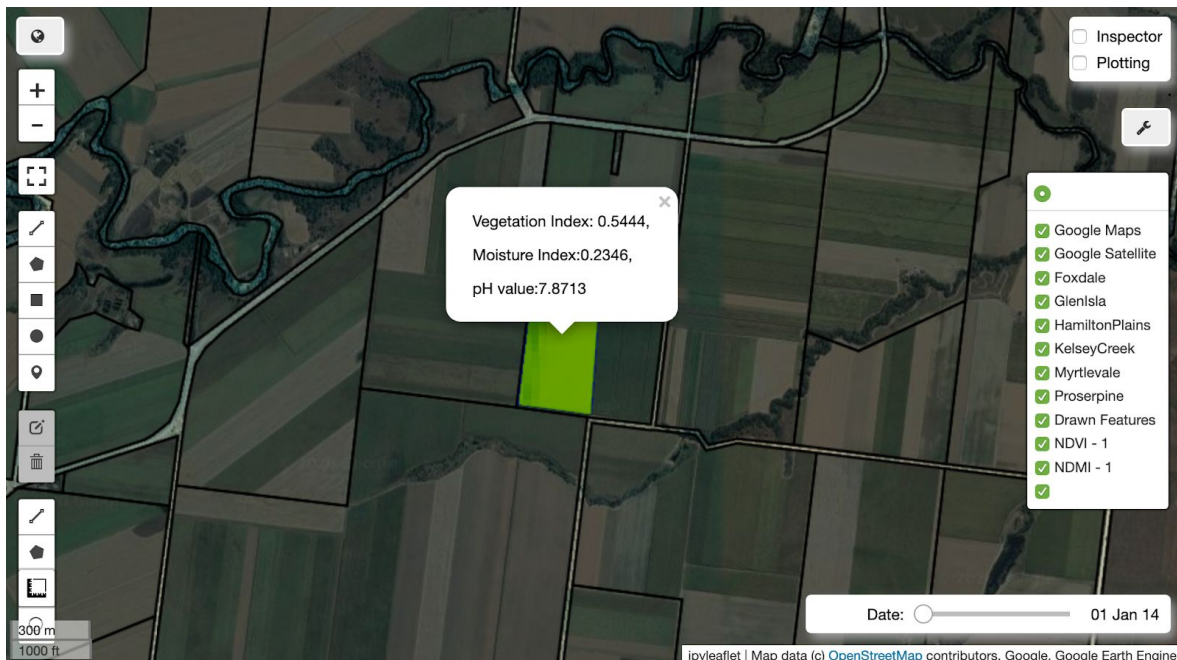 Inspector
Plotting
+
−
Vegetation Index: 0.5444,
Moisture Index:0.2346,
pH value:7.8713
×
Google Maps
Google Satellite
Foxdale
GlenIsla
HamiltonPlains
KelseyCreek
Myrtlevale
Proserpine
Drawn Features
NDVI - 1
NDMI - 1
Date:
01 Jan 14
300 m
1000 ft
ipyleaflet | Map data (c) OpenStreetMap contributors, Google, Google Earth Engine